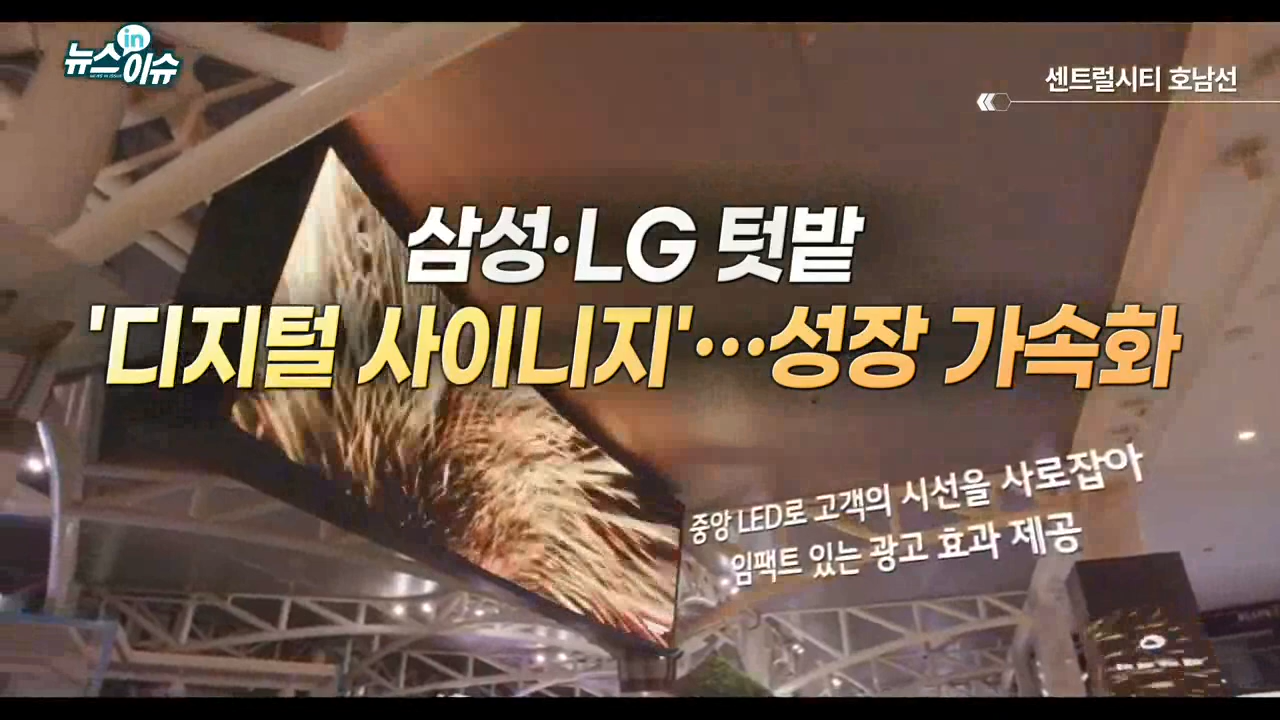 뉴스in이슈
센트럴시티 호남선
삼성·LG 텃밭
'디지털 사이니지'…성장 가속화
중앙 LED로 고객의 시선을 사로잡아
임팩트 있는 광고 효과 제공